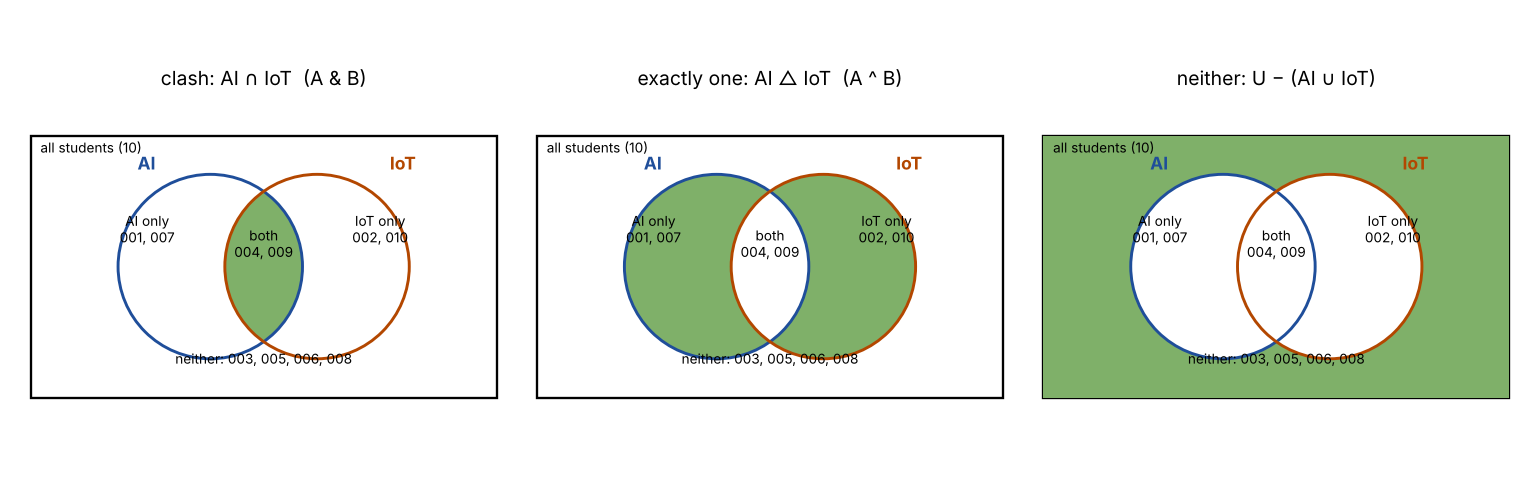 clash: AI ∩ IoT (A & B)
all students (10)
AI
IoT
AI only
001, 007
both
004, 009
IoT only
002, 010
neither: 003, 005, 006, 008
exactly one: AI △ IoT (A ^ B)
all students (10)
AI
IoT
AI only
001, 007
both
004, 009
IoT only
002, 010
neither: 003, 005, 006, 008
neither: U − (AI ∪ IoT)
all students (10)
AI
IoT
AI only
001, 007
both
004, 009
IoT only
002, 010
neither: 003, 005, 006, 008